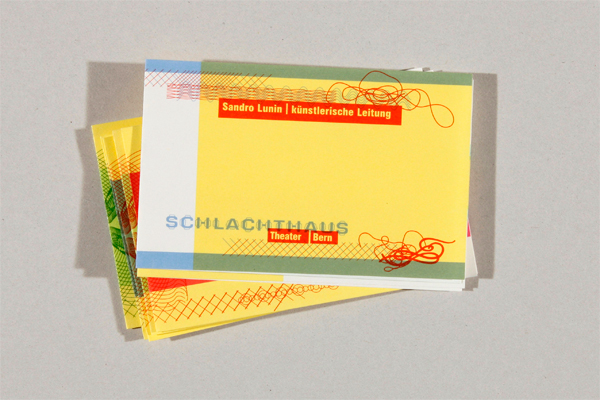 Sandro Lunin | künstlerische Leitung
SCHLACHTHAUS
Theater | Bern